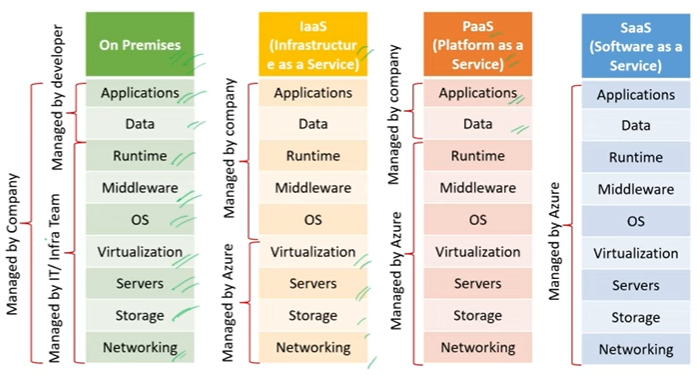 On Premises
Managed by Company
Managed by developer
Managed by IT/ Infra Team
Applications
Data
Runtime
Middleware
OS
Virtualization
Servers
Storage
Networking
IaaS
(Infrastructur
e as a Service)
Managed by company
Managed by Azure
Applications
Data
Runtime
Middleware
OS
Virtualization
Servers
Storage
Networking
PaaS
(Platform as a
Service)
Managed by company
Managed by Azure
Applications
Data
Runtime
Middleware
OS
Virtualization
Servers
Storage
Networking
SaaS
(Software as a
Service)
Managed by Azure
Applications
Data
Runtime
Middleware
OS
Virtualization
Servers
Storage
Networking